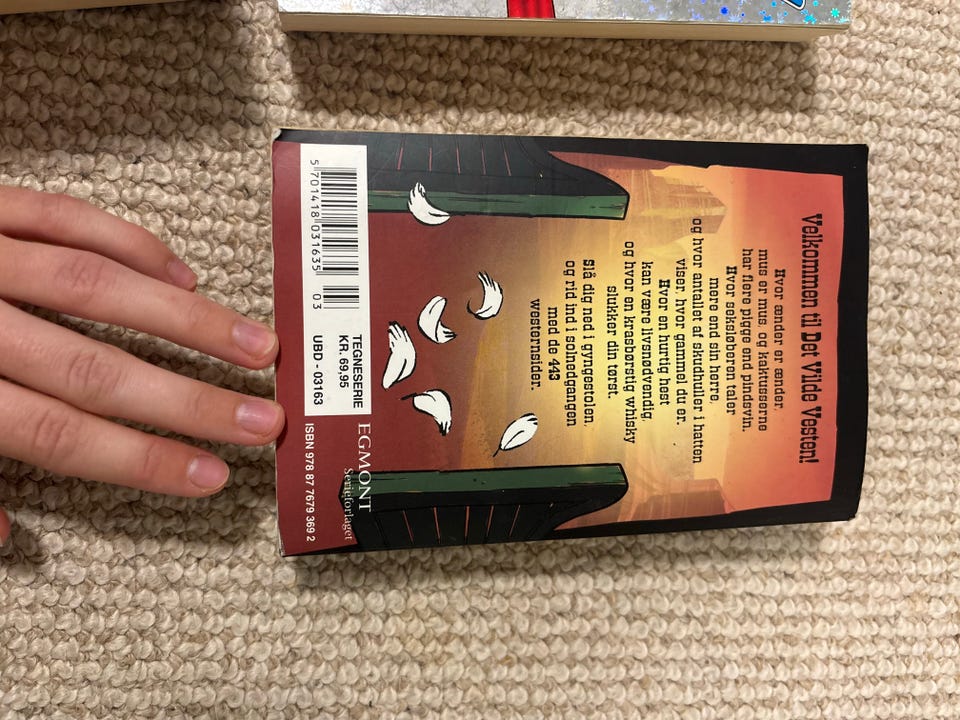 Velkommen til Det Vilde Vesten!
Hvor ænder er ænder,
mus er mus, og kaktusserne
har flere pigge end pindsvin.
Hvor seksløberen taler
mere end sin herre,
og hvor antallet af skudhuller i hatten
viser, hvor gammel du er.
Hvor en hurtig hest
kan være livsnødvendig,
og hvor en kradsbørstig whisky
slukker din tørst.
Slå dig ned i gyngestolen,
og rid ind i solnedgangen
med de 443
westernsider.
5 701418 031635 03
TEGNESERIE
KR. 69,95
UBD - 03163
EGMONT
Serieforlaget
ISBN 978 87 7679 369 2